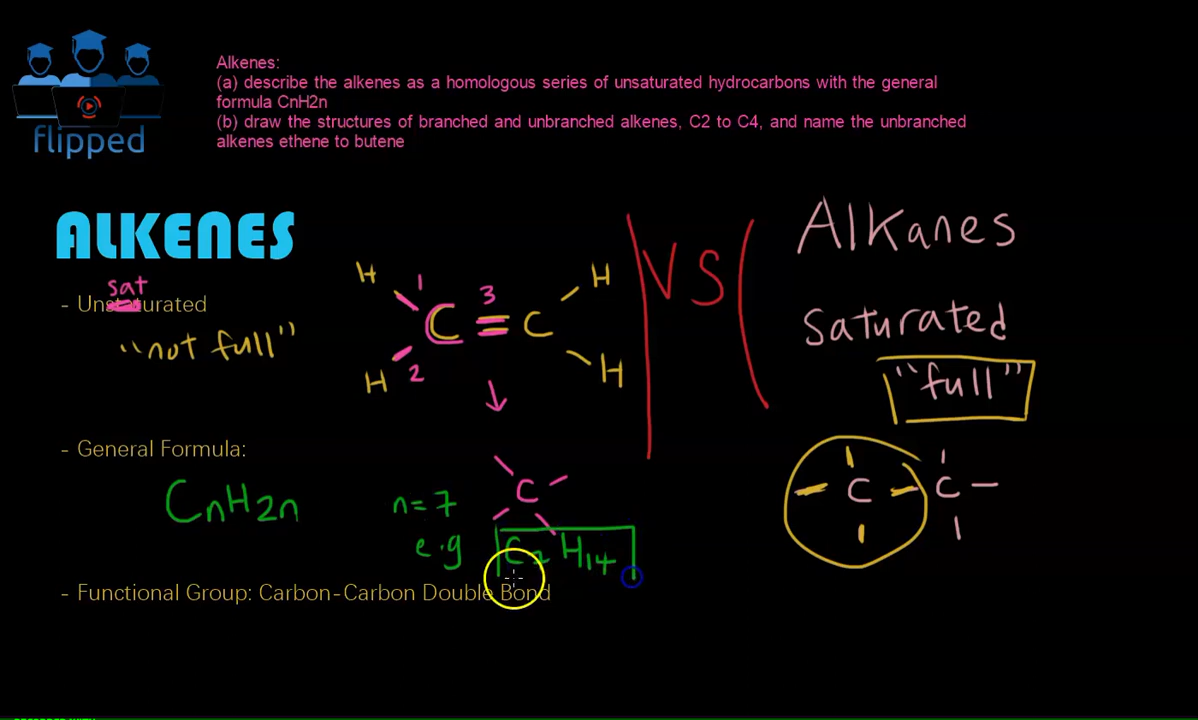 Alkenes:
(a) describe the alkenes as a homologous series of unsaturated hydrocarbons with the general
formula CnH2n
(b) draw the structures of branched and unbranched alkenes, C2 to C4, and name the unbranched
alkenes ethene to butene
flipped
ALKENES
sat
- Unsaturated
"not full"
H 1 3 H
C = C
H 2 H
VS
Alkanes
Saturated
"full"
C C
- General Formula:
CnH2n
n=7
C
e.g C7H14
- Functional Group: Carbon-Carbon Double Bond